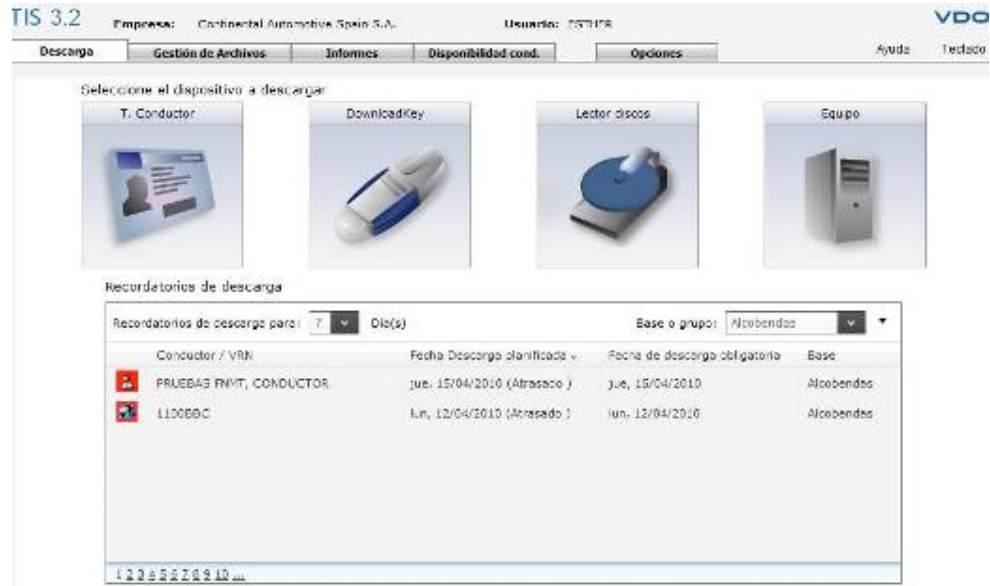 TIS 3.2 Empresa: Continental Automotive Spain S.A. Usuario: ESTHER VDO
Descarga Gestión de Archivos Informes Disponibilidad cond. Opciones Ayuda Teclado
Seleccione el dispositivo a descargar
T. Conductor DownloadKey Lector discos Equipo
Recordatorios de descarga
Recordatorios de descarga para: 7 Dia(s) Base o grupo: Alcobendas
Conductor / VRN Fecha Descarga planificada Fecha de descarga obligatoria Base
PRUEBAS FNMT, CONDUCTOR jue, 15/04/2010 (Atrasado ) jue, 15/04/2010 Alcobendas
lun, 12/04/2010 (Atrasado ) lun, 12/04/2010 Alcobendas
1 2 3 4 5 6 7 8 9 10 ...